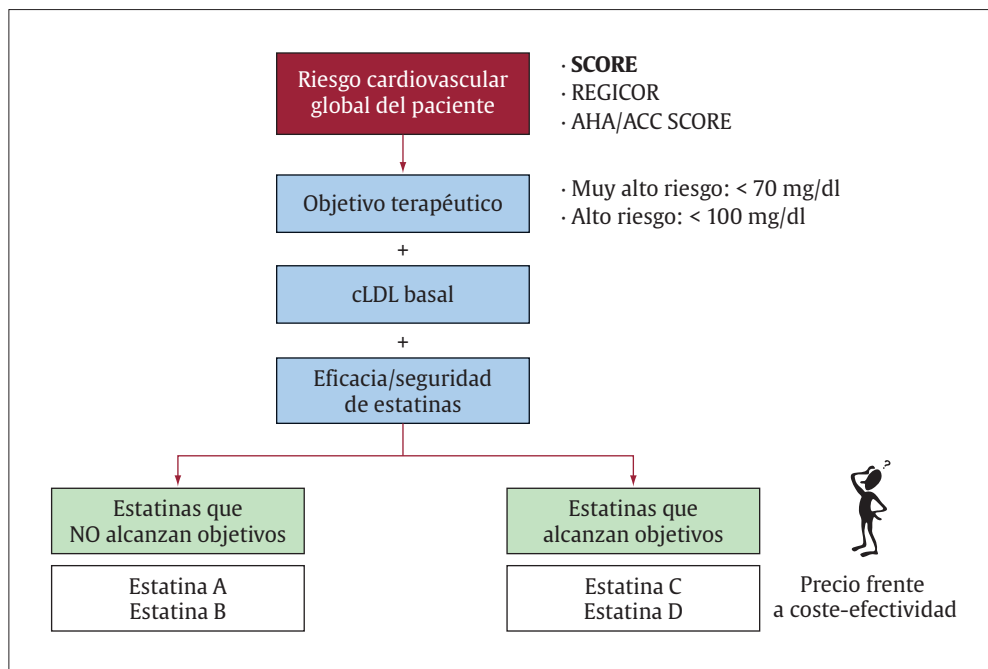 Riesgo cardiovascular
global del paciente
· SCORE
· REGICOR
· AHA/ACC SCORE
Objetivo terapéutico
· Muy alto riesgo: < 70 mg/dl
· Alto riesgo: < 100 mg/dl
+
cLDL basal
+
Eficacia/seguridad
de estatinas
Estatinas que
NO alcanzan objetivos
Estatinas que
alcanzan objetivos
?
Estatina A
Estatina B
Estatina C
Estatina D
Precio frente
a coste-efectividad